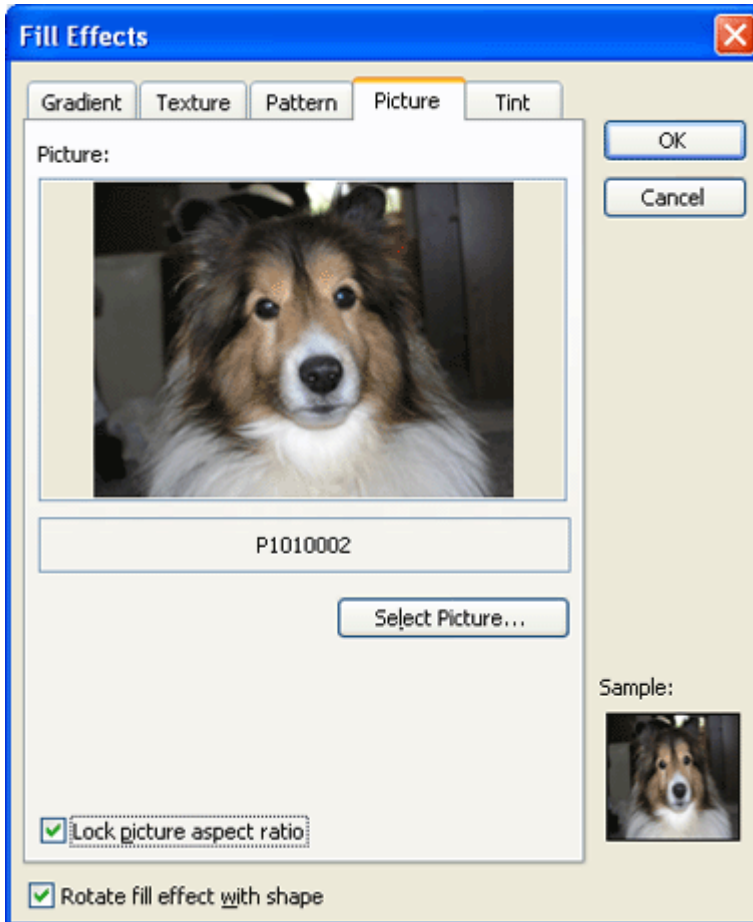 Fill Effects
Gradient Texture Pattern Picture Tint
Picture:
OK
Cancel
P1010002
Select Picture...
Sample:
Lock picture aspect ratio
Rotate fill effect with shape